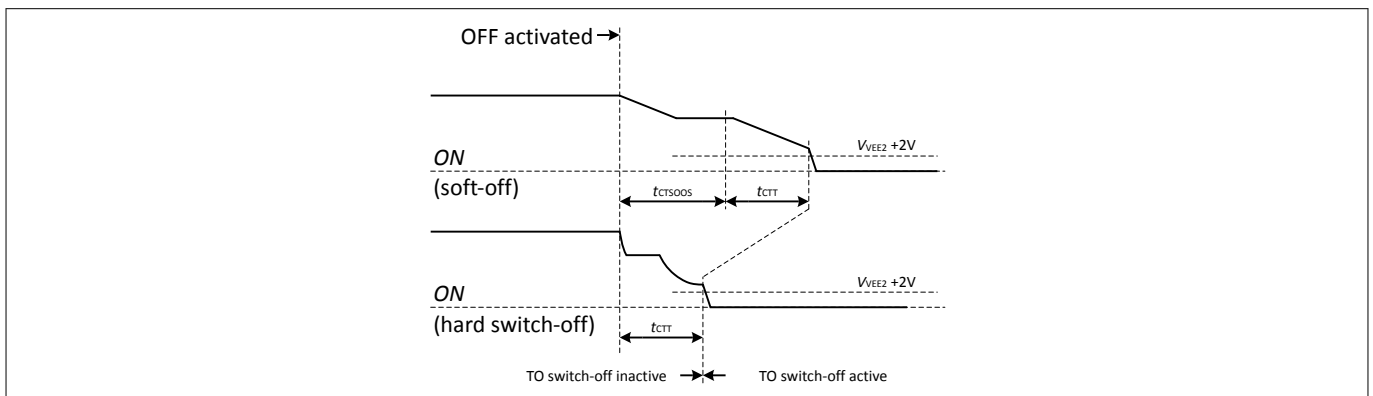 OFF activated
VVEE2 +2V
ON
(soft-off)
tCTSOOS
tCTT
VVEE2 +2V
ON
(hard switch-off)
tCTT
TO switch-off inactive
TO switch-off active